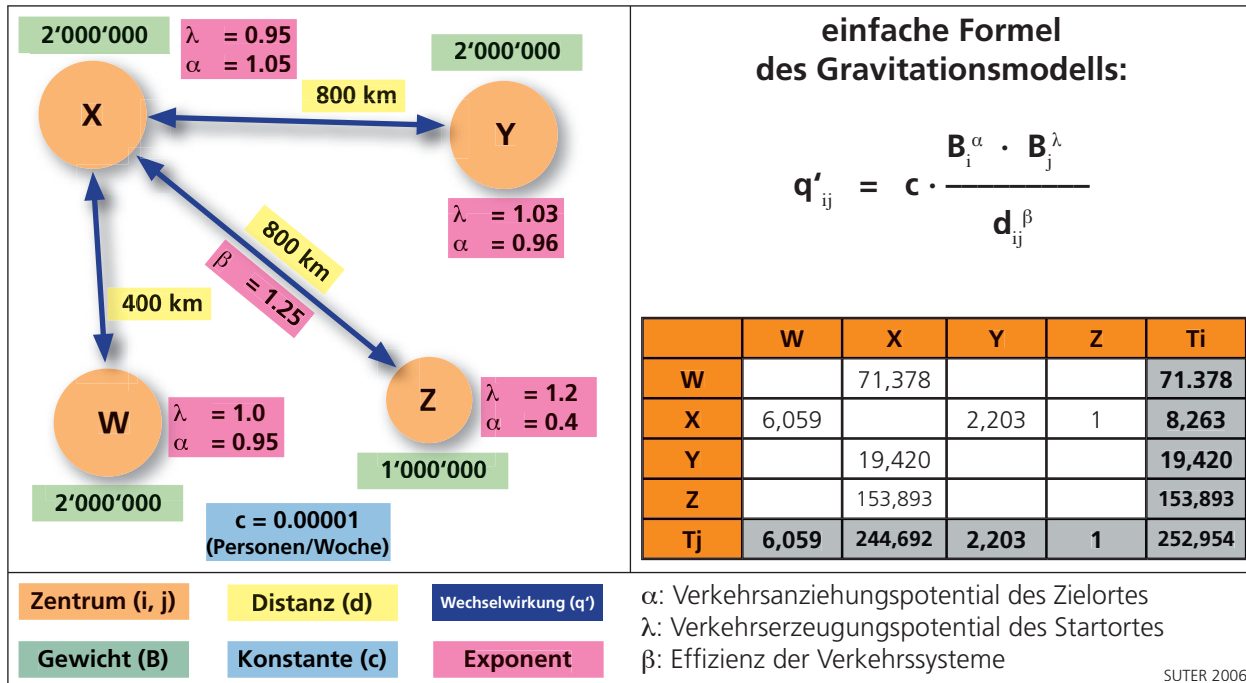 2‘000‘000
λ = 0.95
α = 1.05
X
800 km
2‘000‘000
Y
λ = 1.03
α = 0.96
800 km
β = 1.25
400 km
W
λ = 1.0
α = 0.95
2‘000‘000
Z
λ = 1.2
α = 0.4
1‘000‘000
c = 0.00001
(Personen/Woche)
einfache Formel
des Gravitationsmodells:
q‘ij = c · (Bi^α · Bj^λ) / dij^β
W X Y Z Ti
W 71,378 71.378
X 6,059 2,203 1 8,263
Y 19,420 19,420
Z 153,893 153,893
Tj 6,059 244,692 2,203 1 252,954
Zentrum (i, j) Distanz (d) Wechselwirkung (q‘)
Gewicht (B) Konstante (c) Exponent
α: Verkehrsanziehungspotential des Zielortes
λ: Verkehrserzeugungspotential des Startortes
β: Effizienz der Verkehrssysteme
SUTER 2006